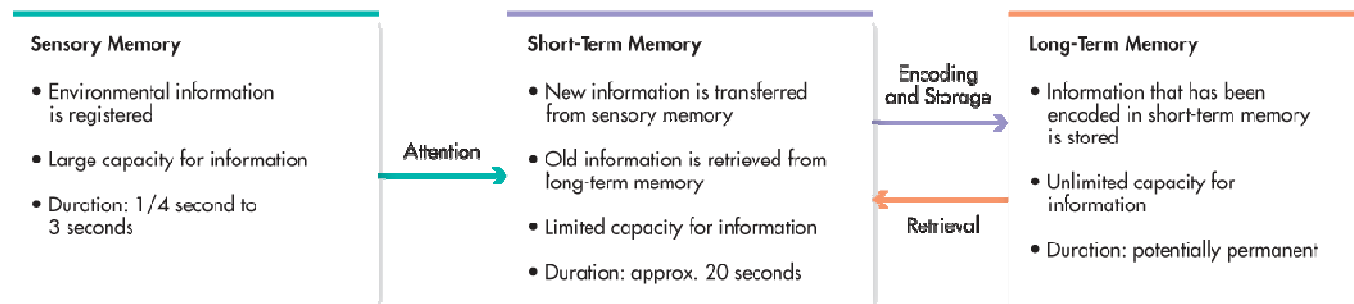 Sensory Memory
• Environmental information
is registered
• Large capacity for information
• Duration: 1/4 second to
3 seconds
Attention
Short-Term Memory
• New information is transferred
from sensory memory
• Old information is retrieved from
long-term memory
• Limited capacity for information
• Duration: approx. 20 seconds
Encoding
and Storage
Retrieval
Long-Term Memory
• Information that has been
encoded in short-term memory
is stored
• Unlimited capacity for
information
• Duration: potentially permanent